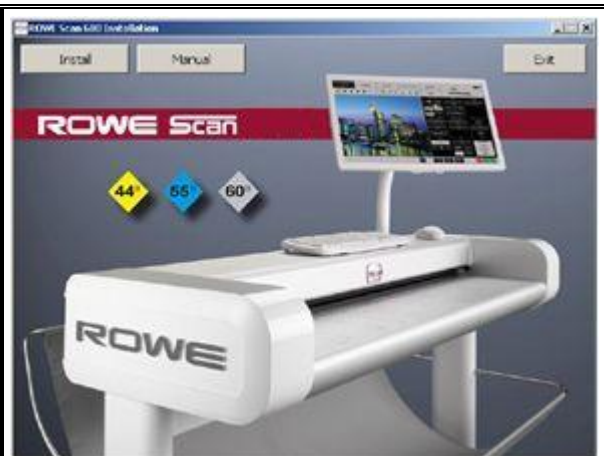 ROWE Scan 600 Installation
Install Manual Exit
ROWE Scan
44" 55" 60"
ROWE